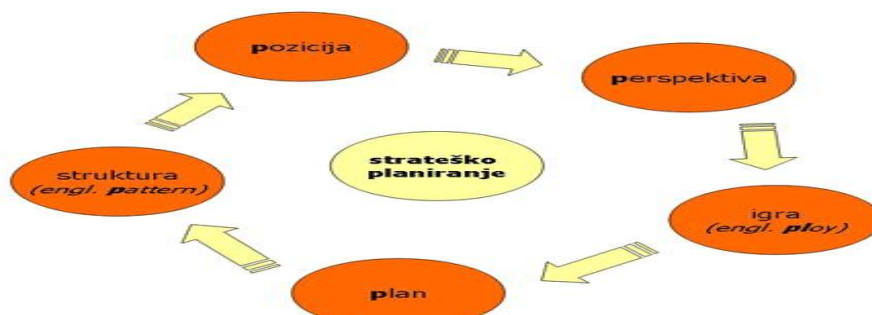 pozicija
perspektiva
strateško
planiranje
struktura
(engl. pattern)
igra
(engl. ploy)
plan